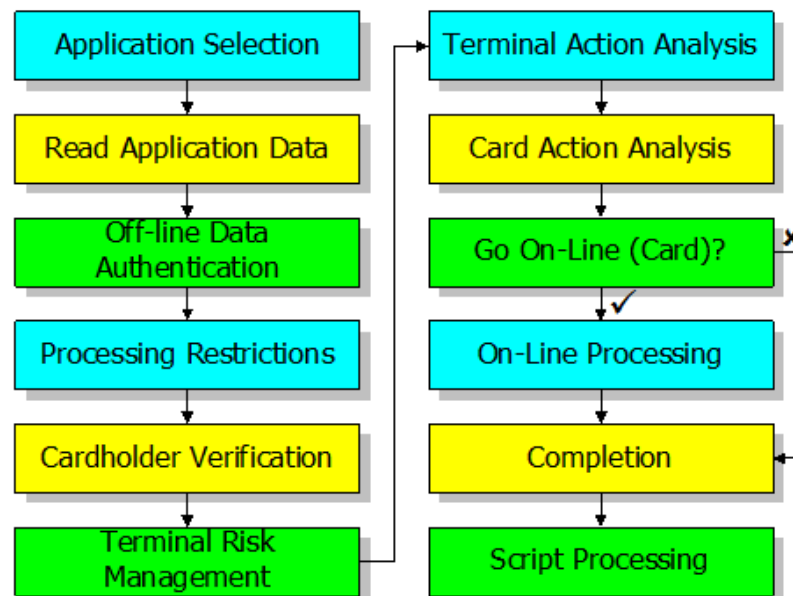 Application Selection
Read Application Data
Off-line Data
Authentication
Processing Restrictions
Cardholder Verification
Terminal Risk
Management
Terminal Action Analysis
Card Action Analysis
Go On-Line (Card)?
On-Line Processing
Completion
Script Processing